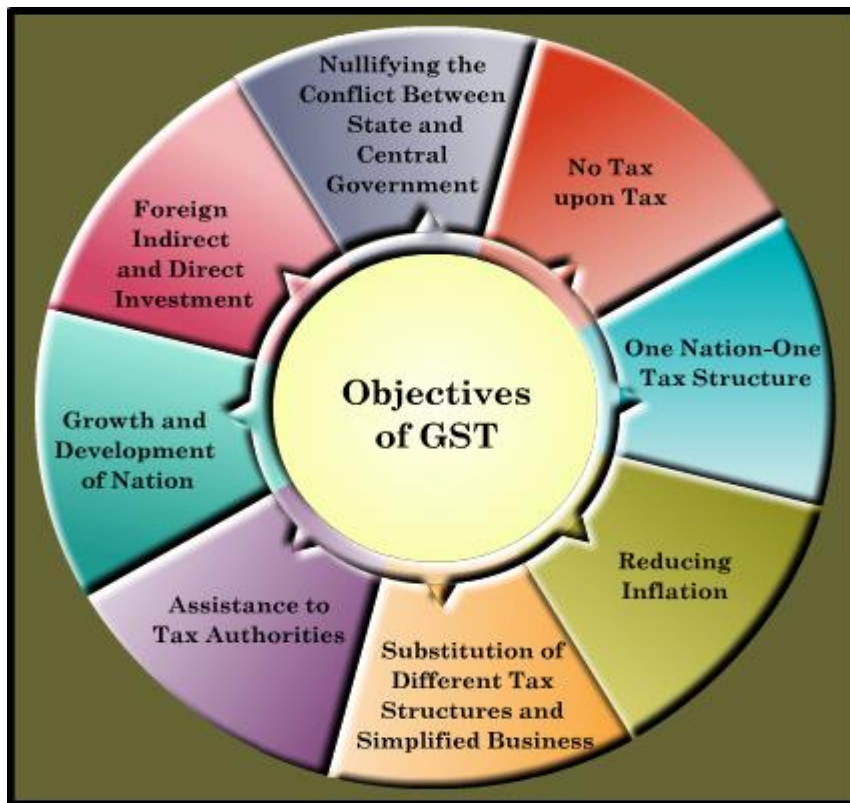 Objectives
of GST
Nullifying the
Conflict Between
State and
Central
Government
No Tax
upon Tax
One Nation-One
Tax Structure
Reducing
Inflation
Substitution of
Different Tax
Structures and
Simplified Business
Assistance to
Tax Authorities
Growth and
Development
of Nation
Foreign
Indirect
and Direct
Investment